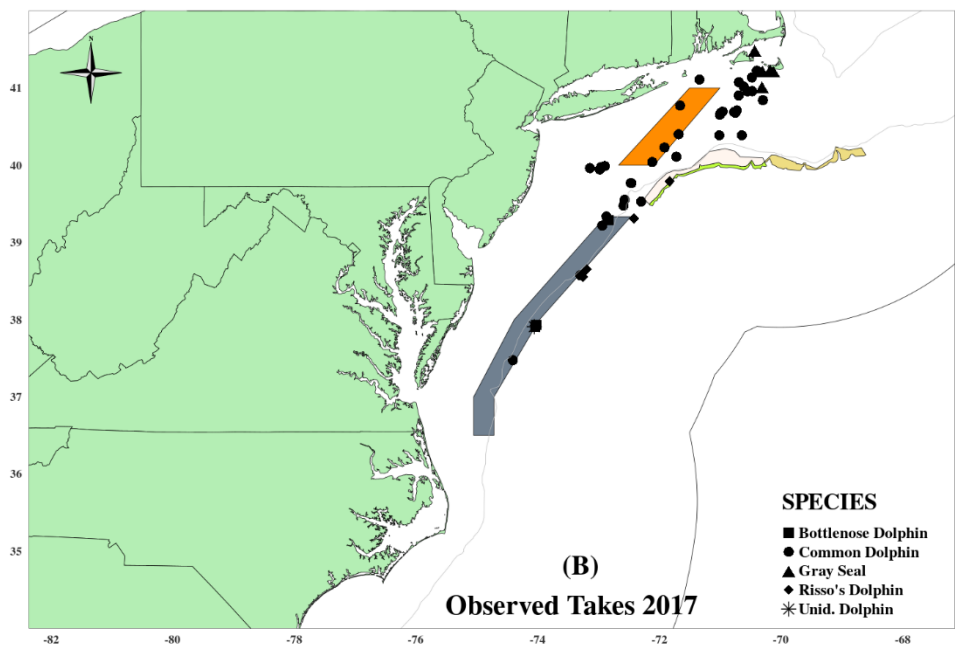 N
41
40
39
38
37
36
35
SPECIES
Bottlenose Dolphin
Common Dolphin
Gray Seal
Risso's Dolphin
Unid. Dolphin
(B)
Observed Takes 2017
-82 -80 -78 -76 -74 -72 -70 -68